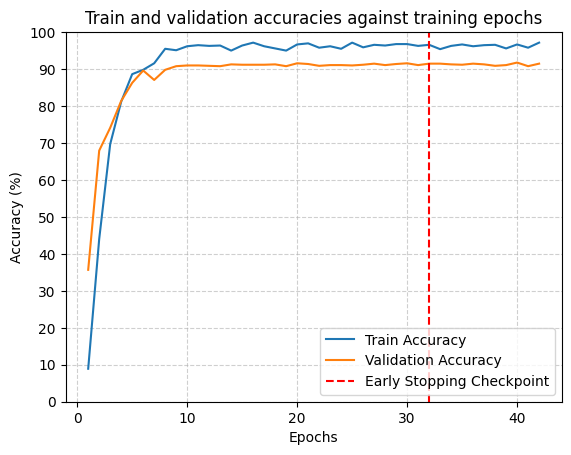 Train and validation accuracies against training epochs
100
90
80
70
60
50
40
30
20
10
0
Accuracy (%)
Train Accuracy
Validation Accuracy
Early Stopping Checkpoint
0
10
20
30
40
Epochs